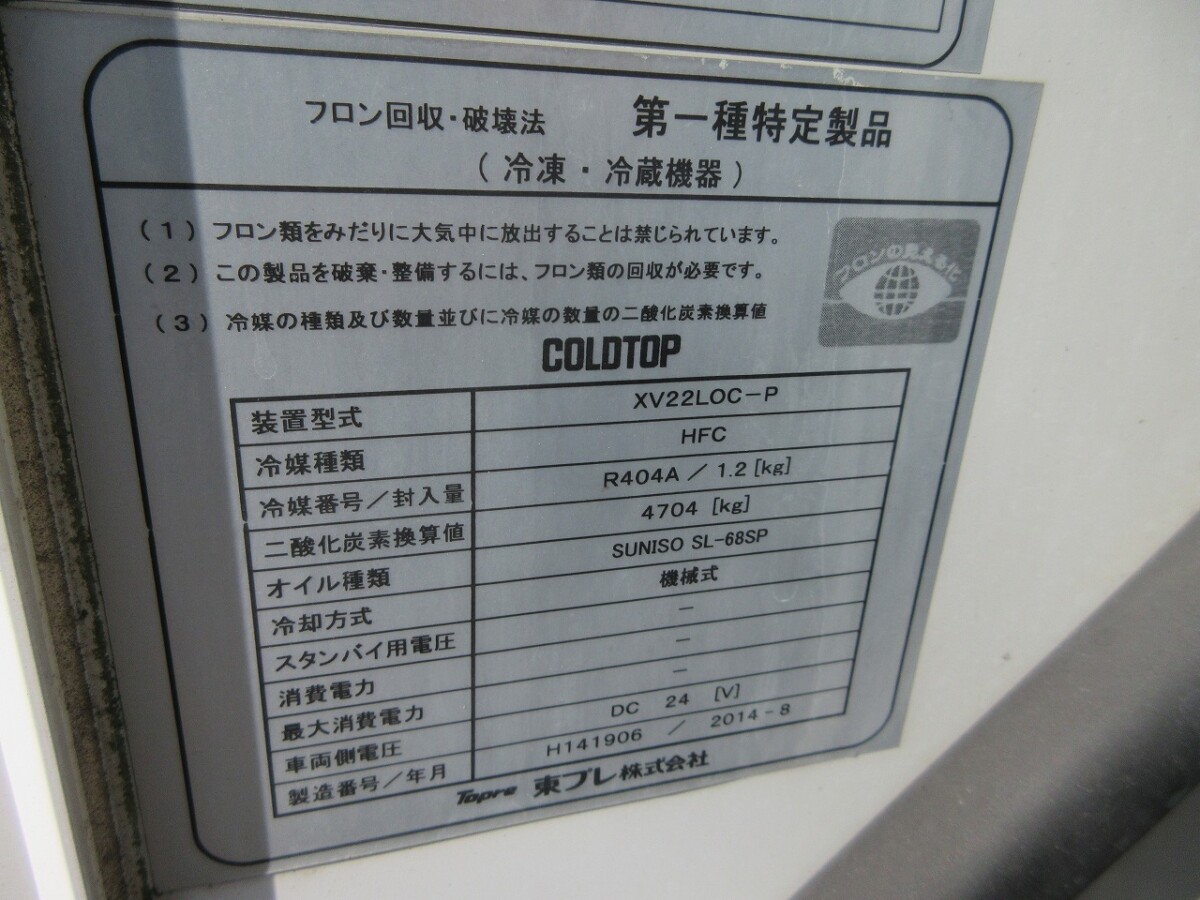 フロン回収・破壊法 第一種特定製品
(冷凍・冷蔵機器)
(1) フロン類をみだりに大気中に放出することは禁じられています。
(2) この製品を破棄・整備するには、フロン類の回収が必要です。
(3) 冷媒の種類及び数量並びに冷媒の数量の二酸化炭素換算値
フロンの見える化
COLDTOP
装置型式 XV22LOC-P
冷媒種類 HFC
冷媒番号/封入量 R404A / 1.2 [kg]
二酸化炭素換算値 4704 [kg]
オイル種類 SUNISO SL-68SP
冷却方式 機械式
スタンバイ用電圧 -
消費電力 -
最大消費電力 -
車両側電圧 DC 24 [V]
製造番号/年月 H141906 / 2014-8
Topre 東プレ株式会社